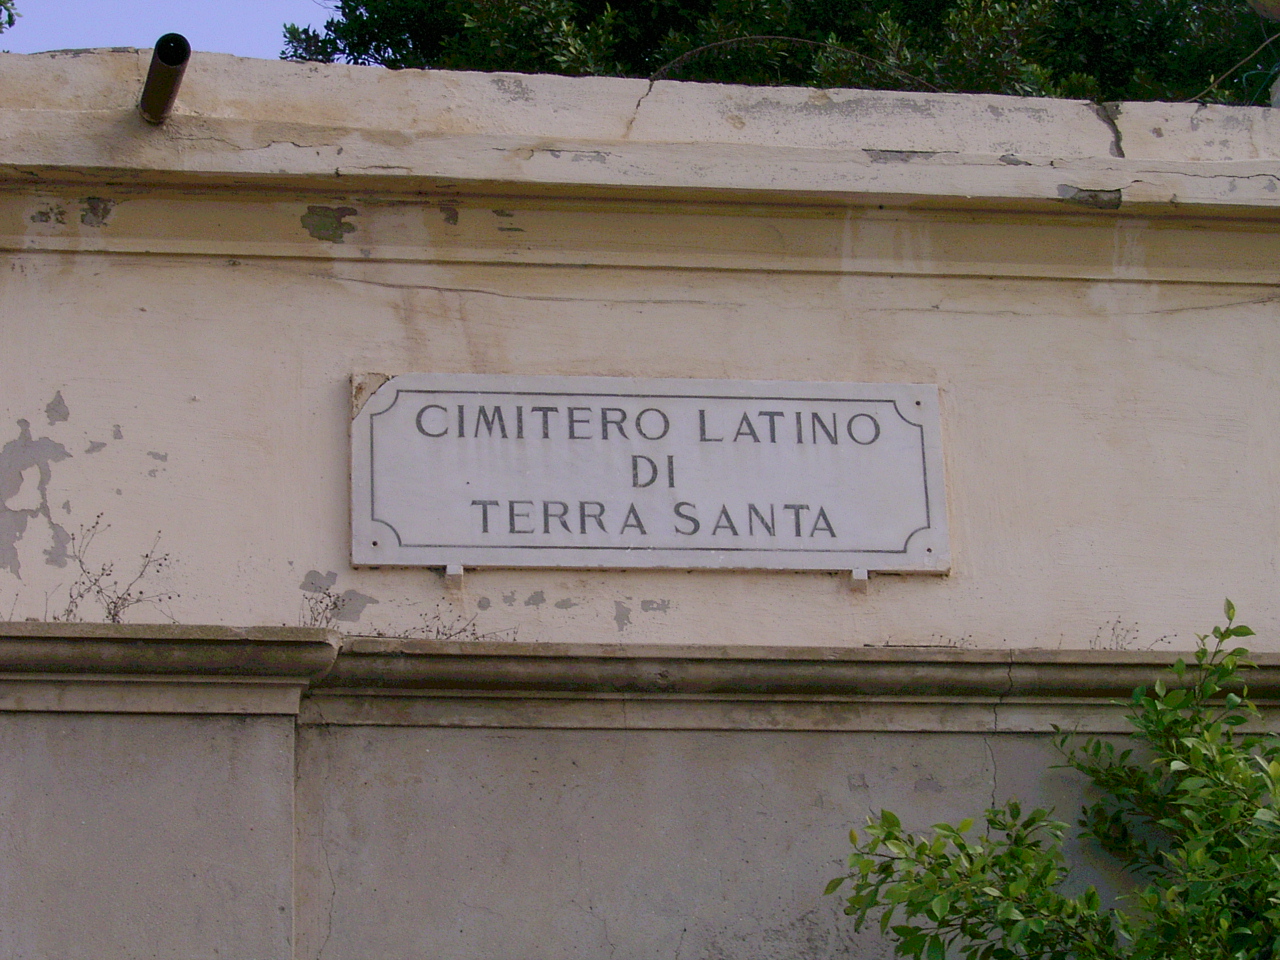 CIMITERO LATINO
DI
TERRA SANTA